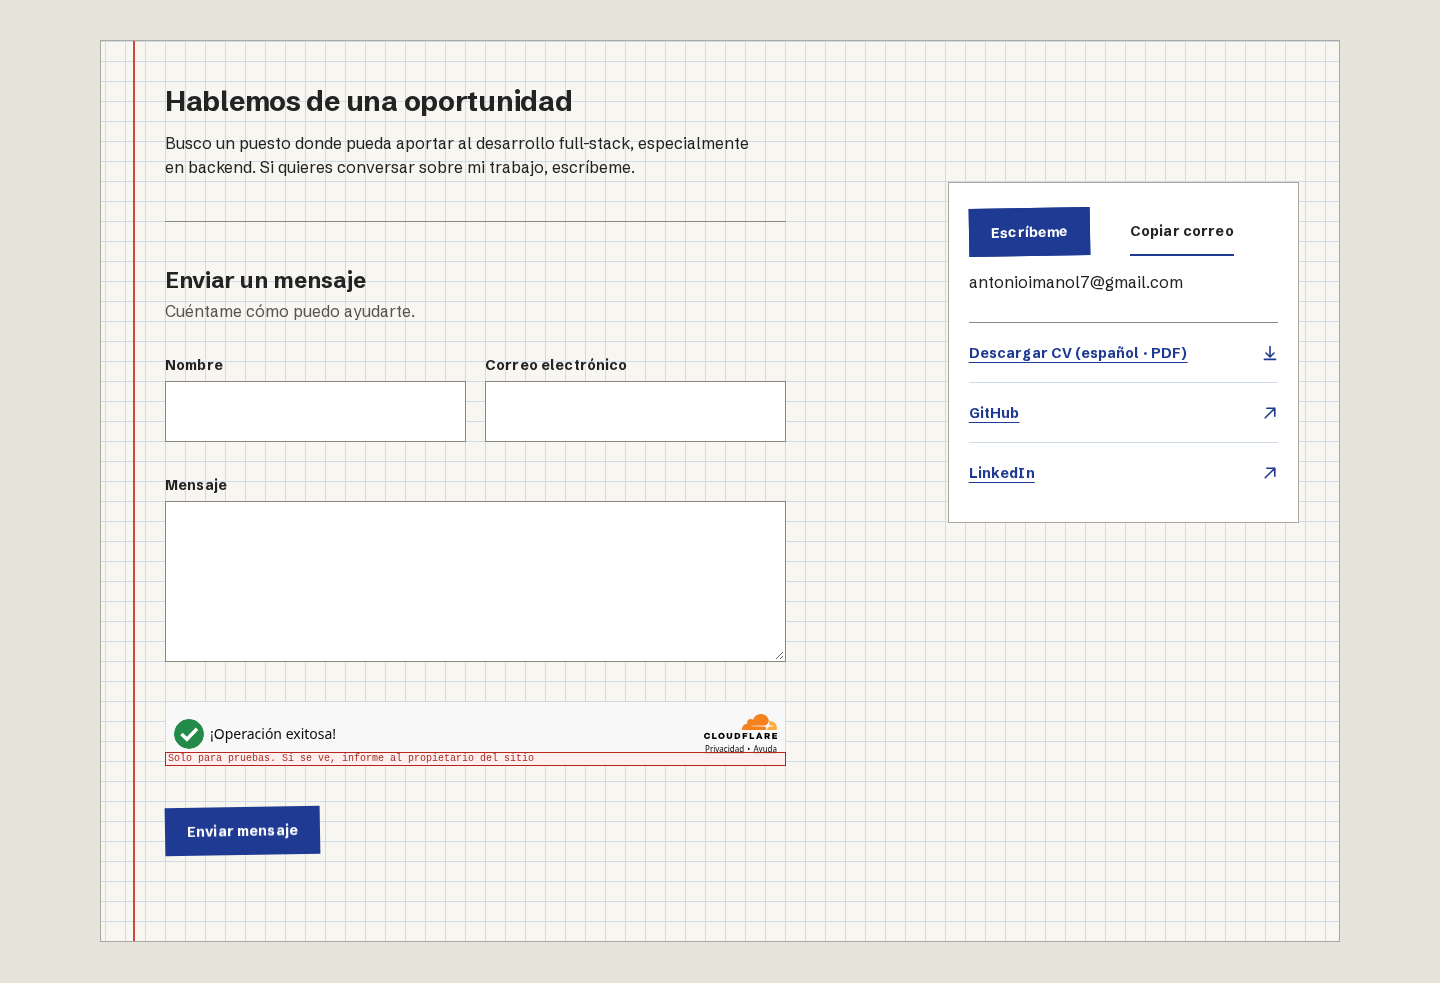 Hablemos de una oportunidad
Busco un puesto donde pueda aportar al desarrollo full-stack, especialmente
en backend. Si quieres conversar sobre mi trabajo, escríbeme.
Enviar un mensaje
Cuéntame cómo puedo ayudarte.
Nombre
Correo electrónico
Mensaje
¡Operación exitosa!
CLOUDFLARE
Privacidad • Ayuda
Solo para pruebas. Si se ve, informe al propietario del sitio
Enviar mensaje
Escríbeme
Copiar correo
antonioimanol7@gmail.com
Descargar CV (español · PDF)
GitHub
LinkedIn